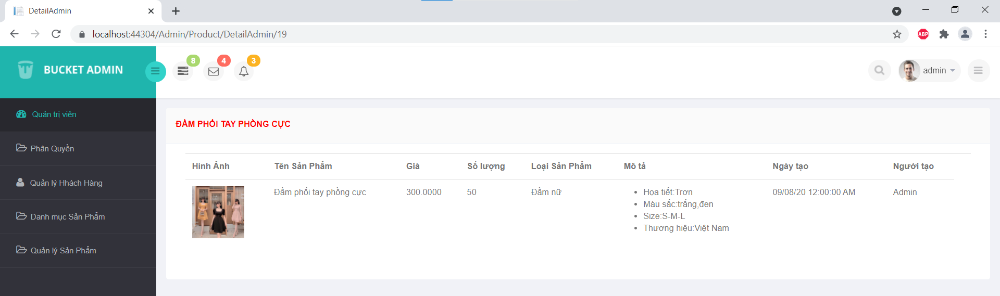 DetailAdmin
localhost:44304/Admin/Product/DetailAdmin/19
ABP
BUCKET ADMIN
8
4
3
admin
Quản trị viên
Phân Quyền
Quản lý Hhách Hàng
Danh mục Sản Phẩm
Quản lý Sản Phẩm
ĐẦM PHỐI TAY PHỒNG CỰC
Hình Ảnh Tên Sản Phẩm Giá Số lượng Loại Sản Phẩm Mô tả Ngày tạo Người tạo
Đầm phối tay phồng cực 300.0000 50 Đầm nữ Họa tiết:Trơn 09/08/20 12:00:00 AM Admin
Màu sắc:trắng,đen
Size:S-M-L
Thương hiệu:Việt Nam